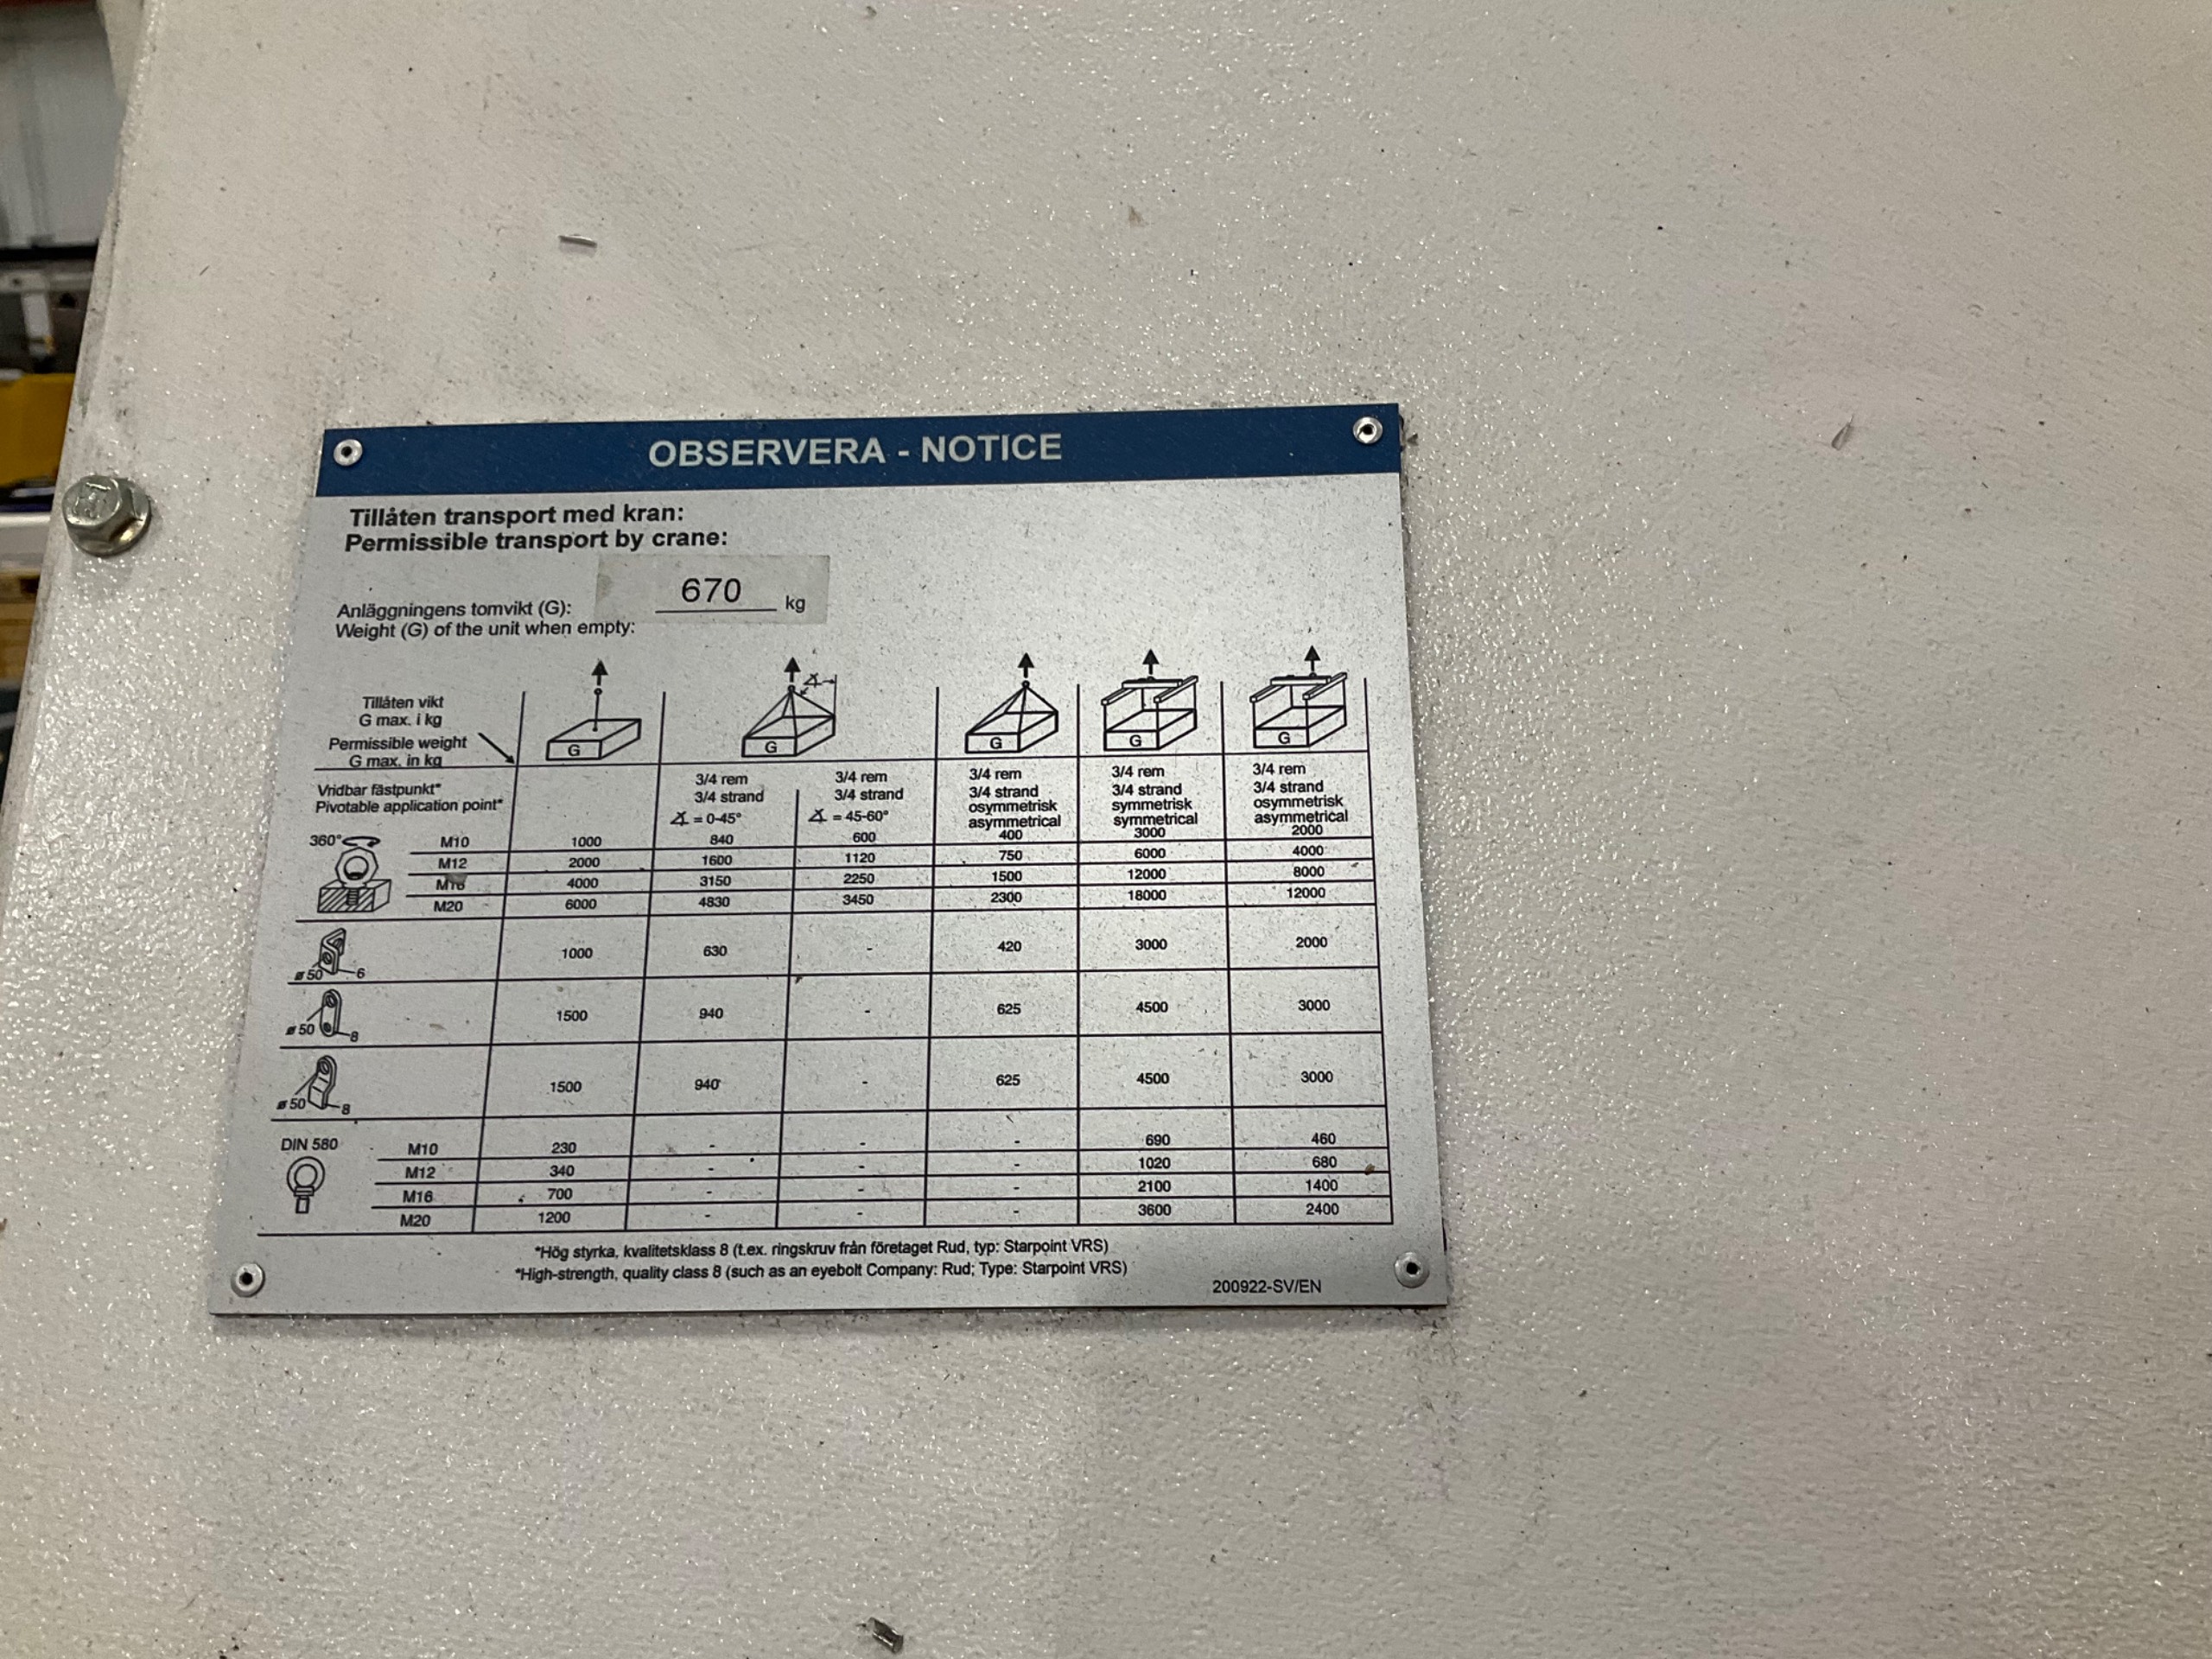 OBSERVERA - NOTICE
Tillåten transport med kran:
Permissible transport by crane:
670 kg
Anläggningens tomvikt (G):
Weight (G) of the unit when empty:
Tillåten vikt
G max. i kg
Permissible weight
G max. in kg
G G G G G
Vridbar fästpunkt*
Pivotable application point*
3/4 rem 3/4 rem 3/4 rem 3/4 rem 3/4 rem
3/4 strand 3/4 strand 3/4 strand 3/4 strand 3/4 strand
osymmetrisk symmetrisk osymmetrisk
∡ = 0-45° ∡ = 45-60° asymmetrical symmetrical asymmetrical
360° M10 1000 840 600 400 3000 2000
M12 2000 1600 1120 750 6000 4000
M16 4000 3150 2250 1500 12000 8000
M20 6000 4830 3450 2300 18000 12000
1000 630 - 420 3000 2000
ø 50 6
1500 940 - 625 4500 3000
ø 50 8
1500 940 - 625 4500 3000
ø 50 8
DIN 580 M10 230 - - - 690 460
M12 340 - - - 1020 680
M16 700 - - - 2100 1400
M20 1200 - - - 3600 2400
*Hög styrka, kvalitetsklass 8 (t.ex. ringskruv från företaget Rud, typ: Starpoint VRS)
*High-strength, quality class 8 (such as an eyebolt Company: Rud; Type: Starpoint VRS)
200922-SV/EN